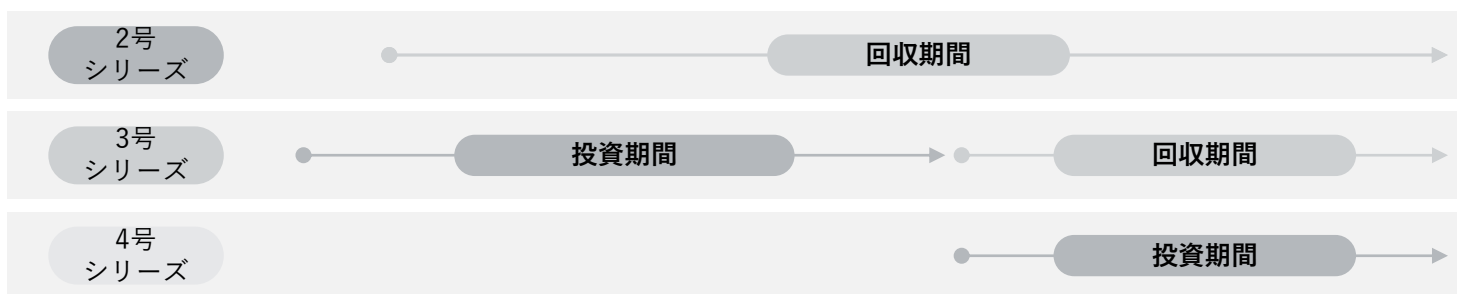 2号
シリーズ
回収期間
3号
シリーズ
投資期間
回収期間
4号
シリーズ
投資期間